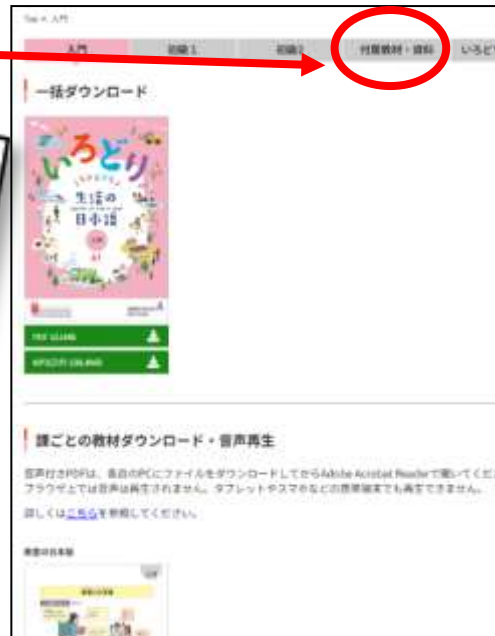 Top > 入門
入門 初級1 初級2 付属教材・資料 いろど
一括ダウンロード
いろどり
生活の
日本語
入門
A1
課ごとの教材ダウンロード・音声再生
音声付きPDFは、各自のPCにファイルをダウンロードしてからAdobe Acrobat Readerで聞いてくだ
ブラウザ上では音声は再生されません。タブレットやスマホなどの携帯端末でも再生できません。
詳しくはこちらを参照してください。